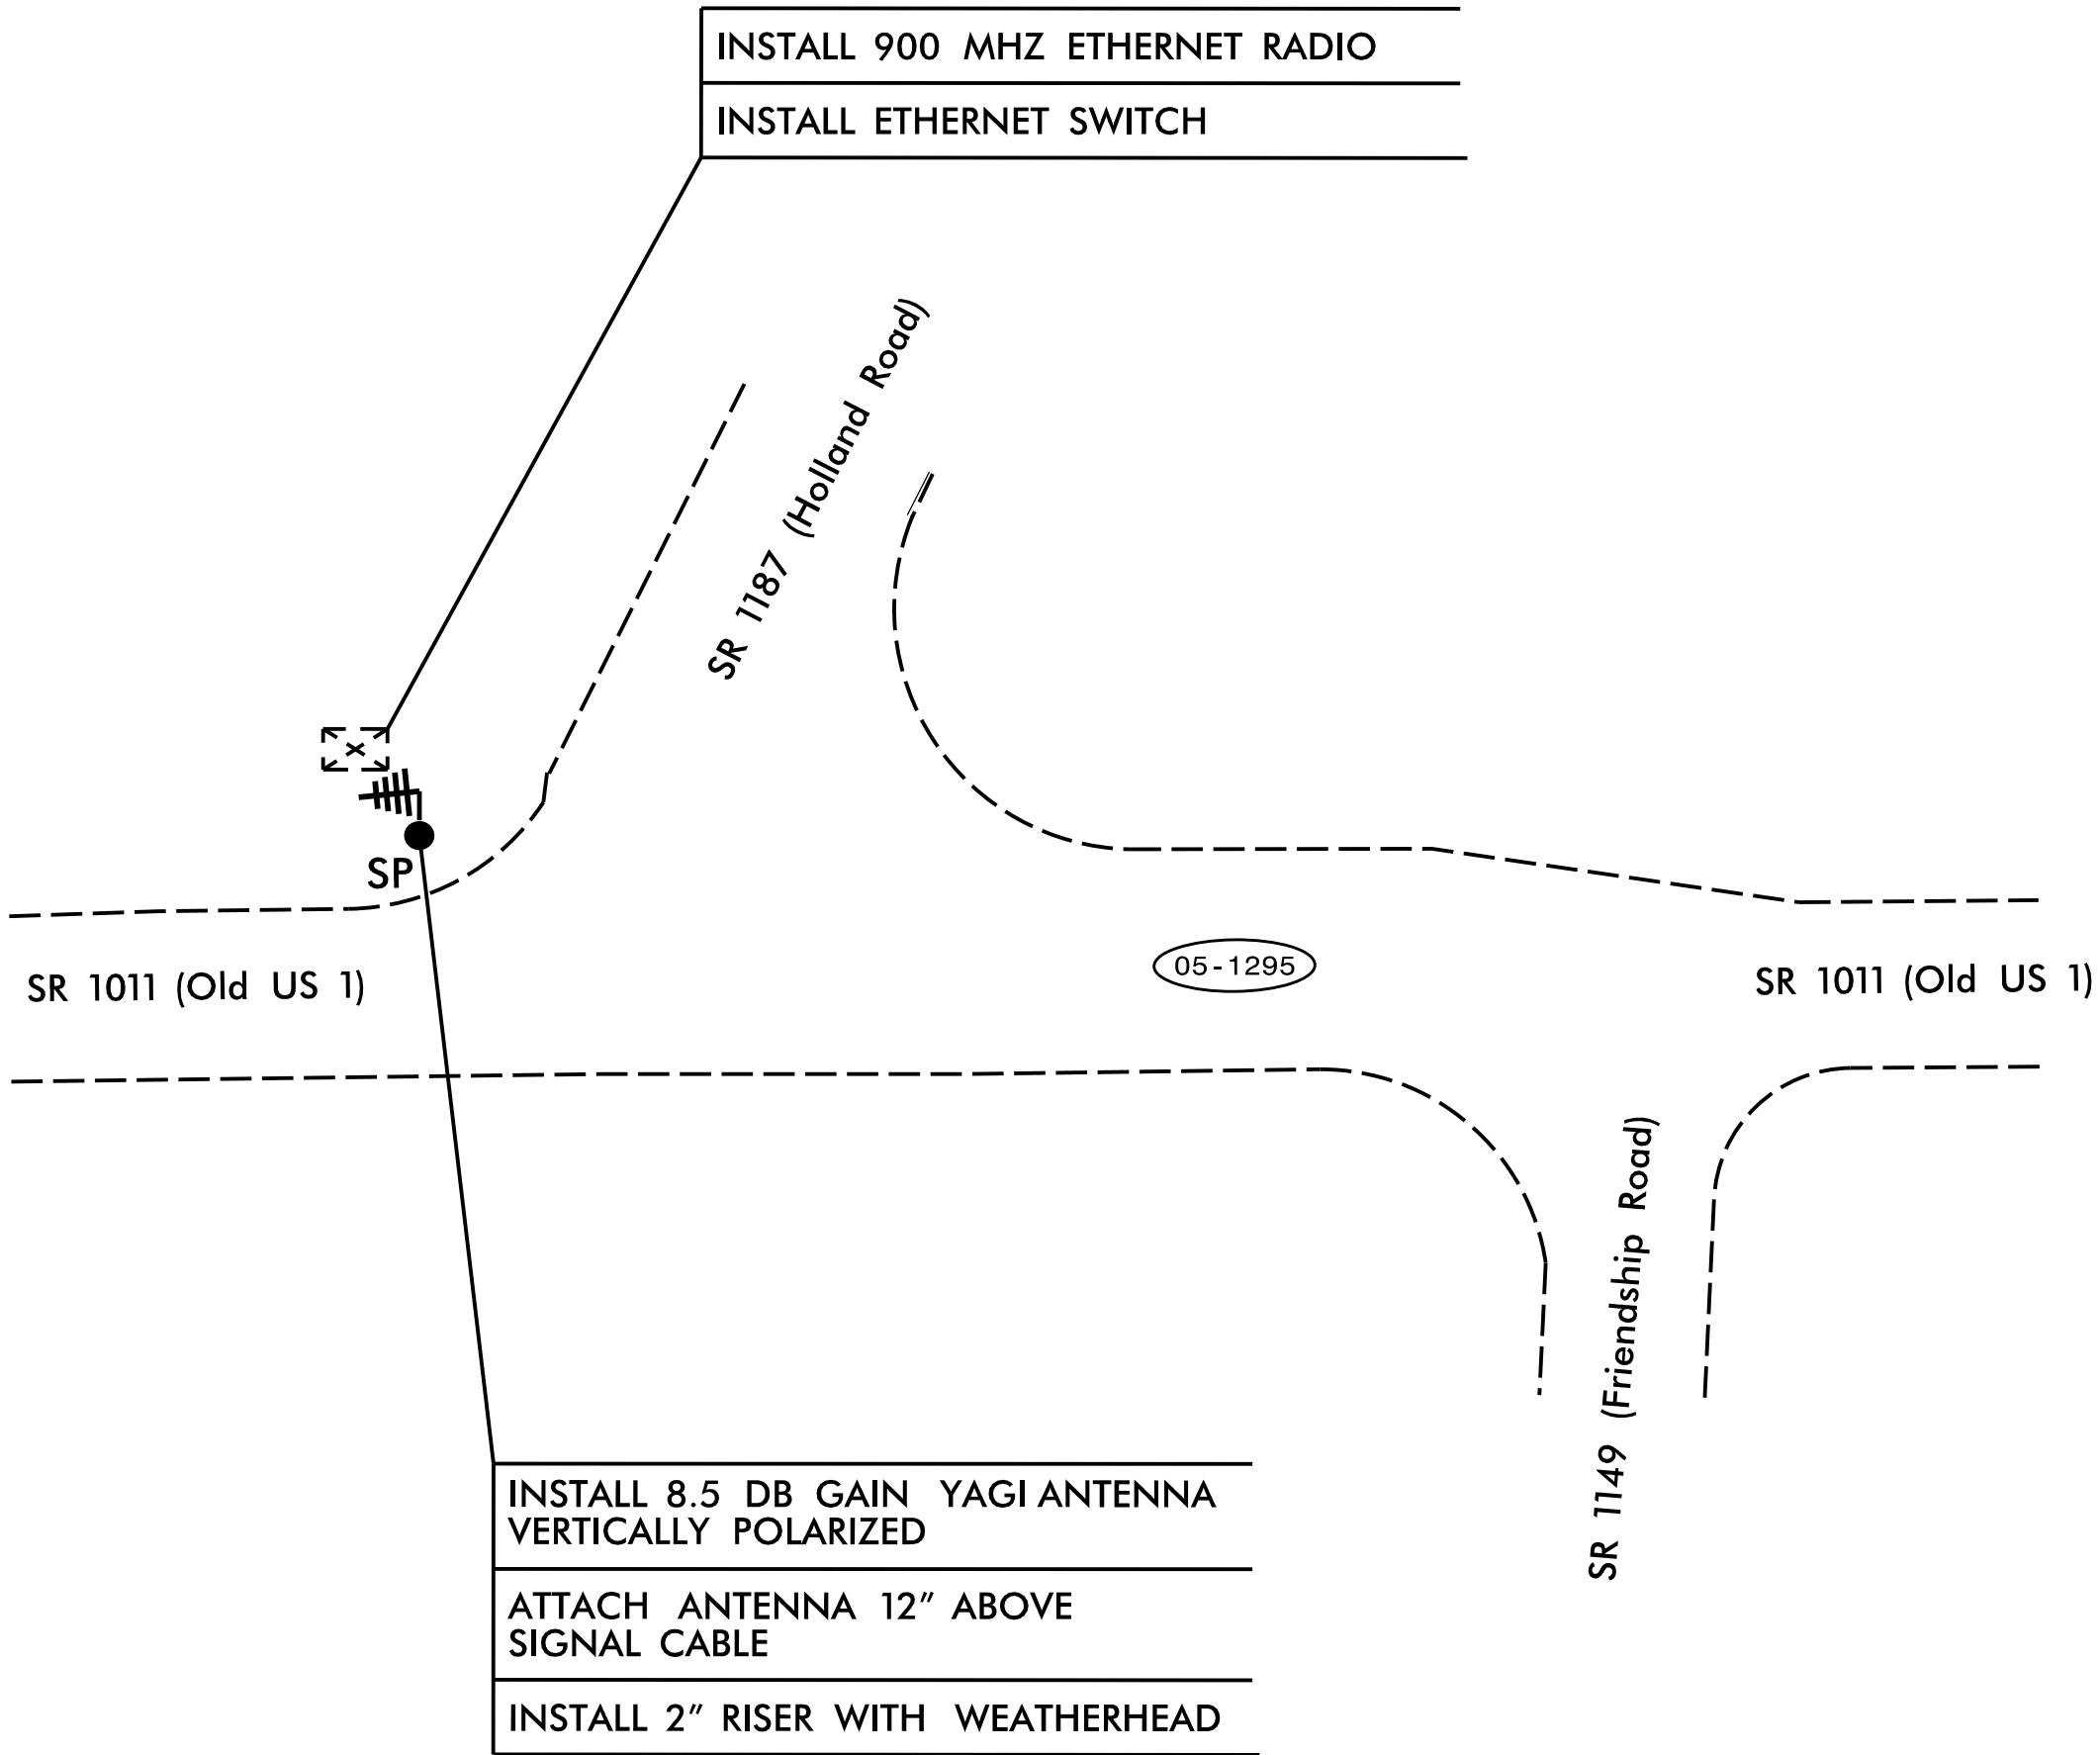 INSTALL 900 MHZ ETHERNET RADIO
INSTALL ETHERNET SWITCH
SR 1187 (Holland Road)
SP
SR 1011 (Old US 1)
05-1295
SR 1011 (Old US 1)
SR 1149 (Friendship Road)
INSTALL 8.5 DB GAIN YAGI ANTENNA
VERTICALLY POLARIZED
ATTACH ANTENNA 12" ABOVE
SIGNAL CABLE
INSTALL 2" RISER WITH WEATHERHEAD